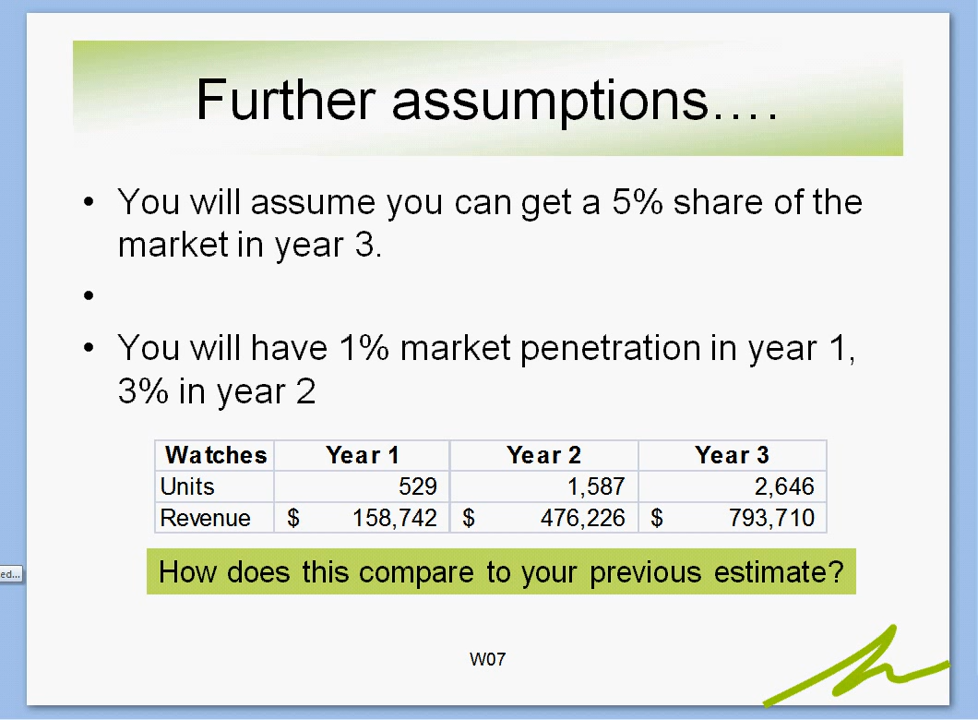 Further assumptions….
• You will assume you can get a 5% share of the
market in year 3.
•
• You will have 1% market penetration in year 1,
3% in year 2
Watches Year 1 Year 2 Year 3
Units 529 1,587 2,646
Revenue $ 158,742 $ 476,226 $ 793,710
ed...
How does this compare to your previous estimate?
W07